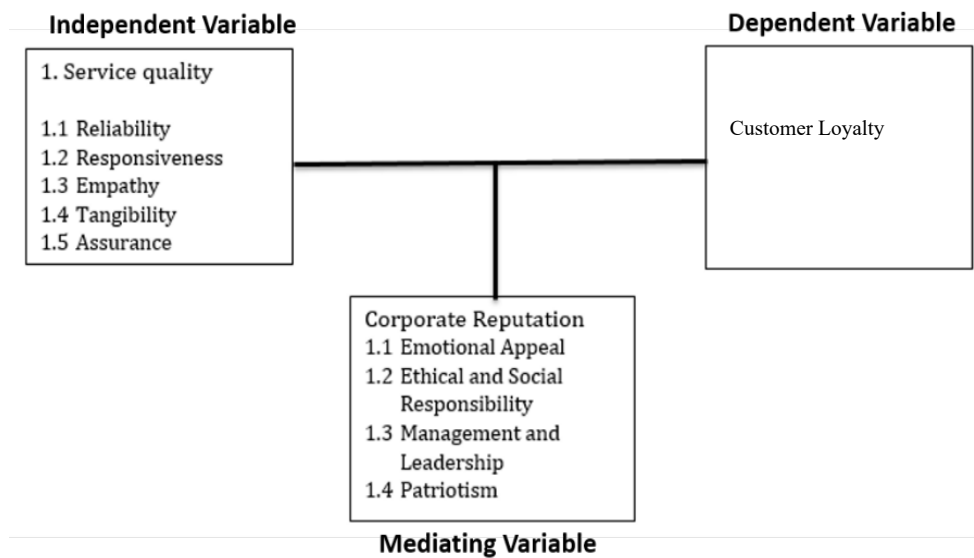 Independent Variable
1. Service quality
1.1 Reliability
1.2 Responsiveness
1.3 Empathy
1.4 Tangibility
1.5 Assurance
Dependent Variable
Customer Loyalty
Corporate Reputation
1.1 Emotional Appeal
1.2 Ethical and Social
Responsibility
1.3 Management and
Leadership
1.4 Patriotism
Mediating Variable